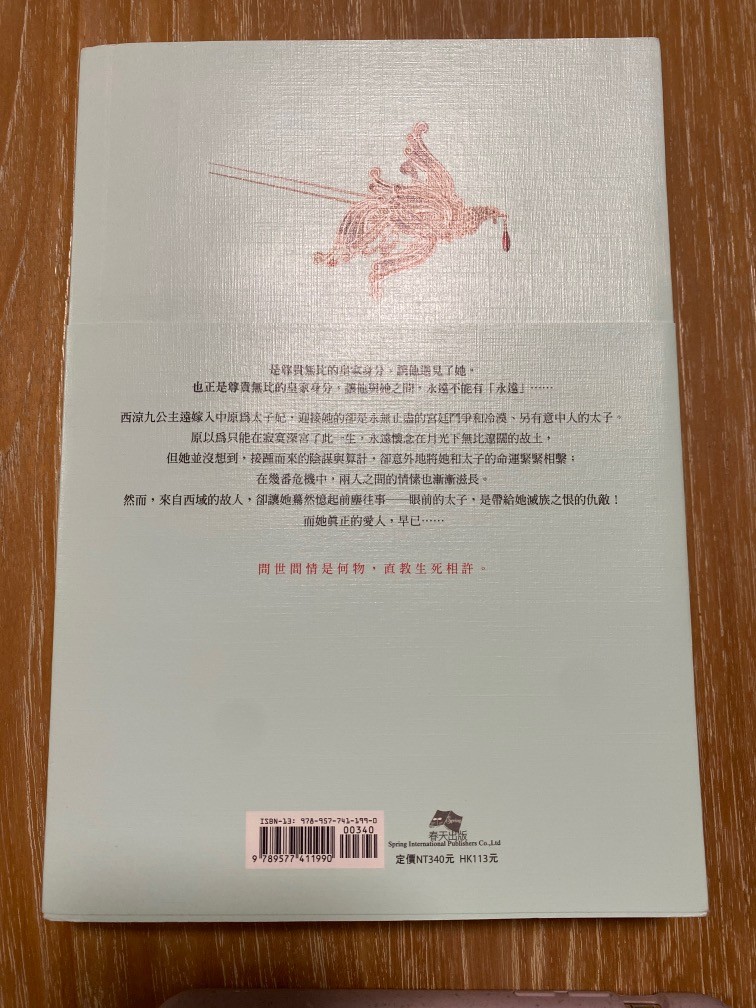 是尊貴無比的皇家身分，讓他遇見了她。
也正是尊貴無比的皇家身分，讓他與她之間，永遠不能有「永遠」……
西涼九公主遠嫁入中原爲太子妃，迎接她的卻是永無止盡的宮廷鬥爭和冷漠、另有意中人的太子。
原以爲只能在寂寞深宮了此一生，永遠懷念在月光下無比遼闊的故土，
但她並沒想到，接踵而來的陰謀與算計，卻意外地將她和太子的命運緊緊相繫；
在幾番危機中，兩人之間的情愫也漸漸滋長。
然而，來自西域的故人，卻讓她驀然憶起前塵往事——眼前的太子，是帶給她滅族之恨的仇敵！
而她眞正的愛人，早已……
問世間情是何物，直教生死相許。
ISBN-13: 978-957-741-199-0
00340
9 789577 411990
Spring
春天出版
Spring International Publishers Co.,Ltd
定價NT340元 HK113元